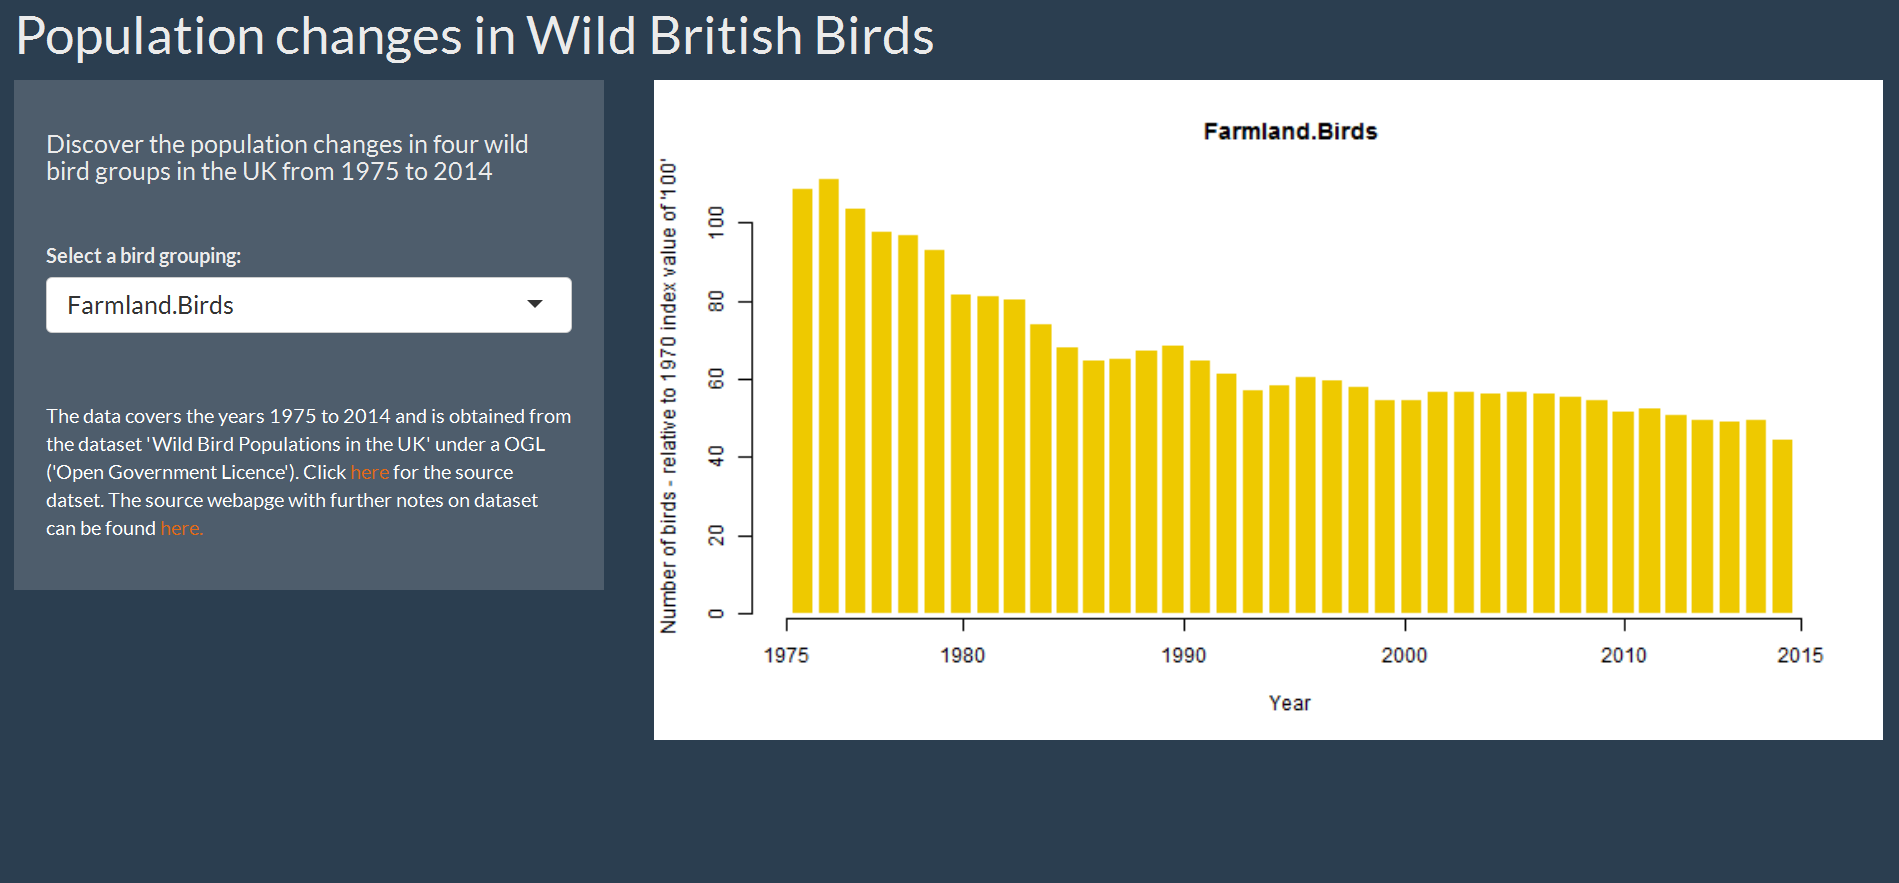 Population changes in Wild British Birds
Discover the population changes in four wild
bird groups in the UK from 1975 to 2014
Select a bird grouping:
Farmland.Birds
The data covers the years 1975 to 2014 and is obtained from
the dataset 'Wild Bird Populations in the UK' under a OGL
('Open Government Licence'). Click here for the source
datset. The source webapge with further notes on dataset
can be found here.
Farmland.Birds
Number of birds - relative to 1970 index value of '100'
100
80
60
40
20
0
1975 1980 1990 2000 2010 2015
Year